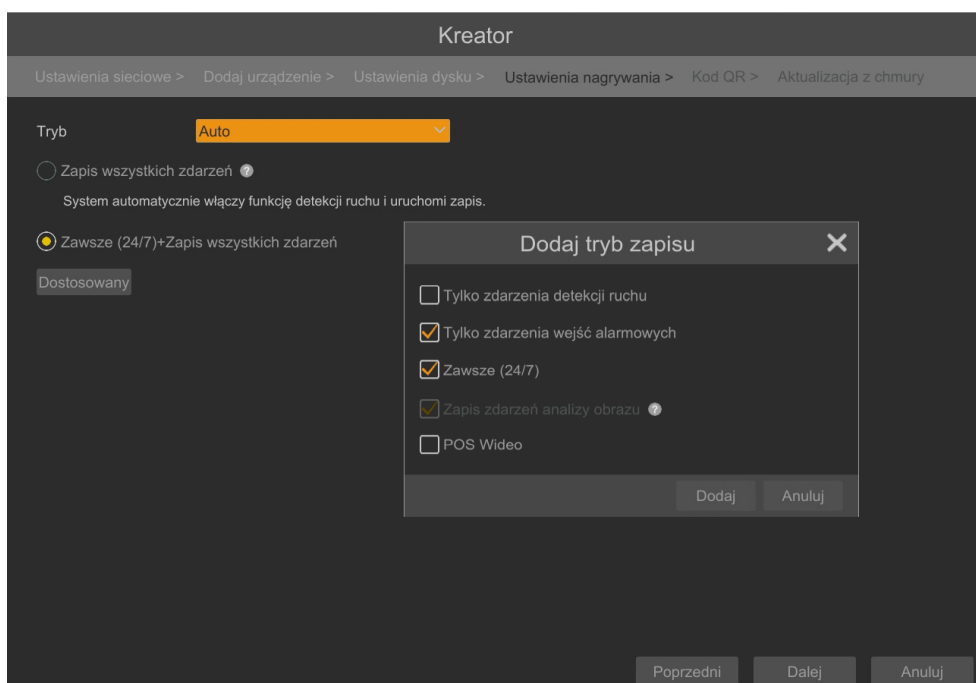 Kreator
Ustawienia sieciowe > Dodaj urządzenie > Ustawienia dysku > Ustawienia nagrywania > Kod QR > Aktualizacja z chmury
Tryb Auto
Zapis wszystkich zdarzeń ?
System automatycznie włączy funkcję detekcji ruchu i uruchomi zapis.
Zawsze (24/7)+Zapis wszystkich zdarzeń
Dostosowany
Dodaj tryb zapisu
Tylko zdarzenia detekcji ruchu
Tylko zdarzenia wejść alarmowych
Zawsze (24/7)
Zapis zdarzeń analizy obrazu ?
POS Wideo
Dodaj Anuluj
Poprzedni Dalej Anuluj